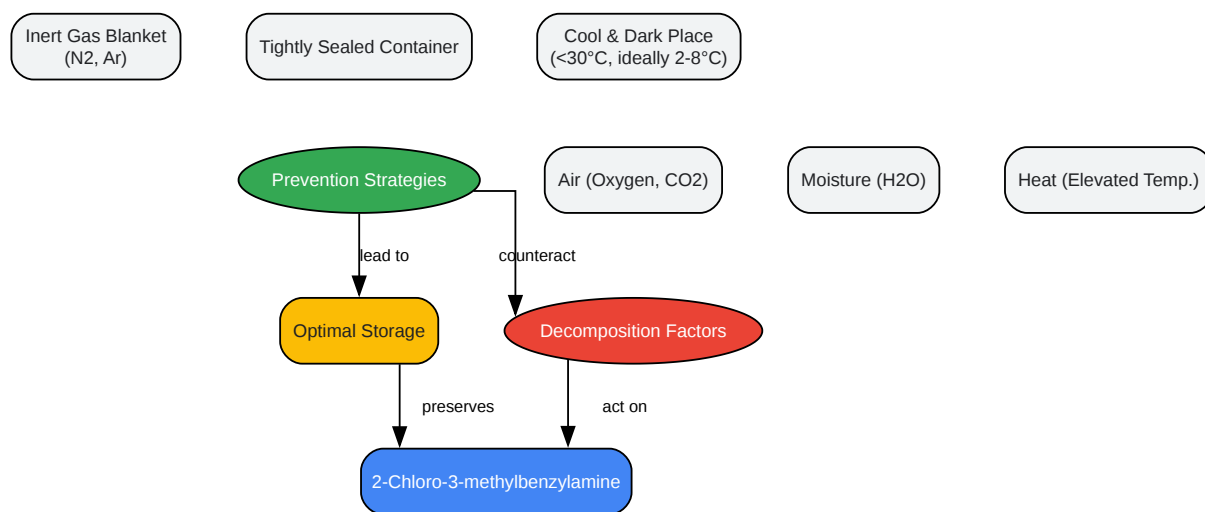 Inert Gas Blanket
(N2, Ar)
Tightly Sealed Container
Cool & Dark Place
(<30°C, ideally 2-8°C)
Prevention Strategies
Air (Oxygen, CO2)
Moisture (H2O)
Heat (Elevated Temp.)
lead to
counteract
Optimal Storage
Decomposition Factors
preserves
act on
2-Chloro-3-methylbenzylamine